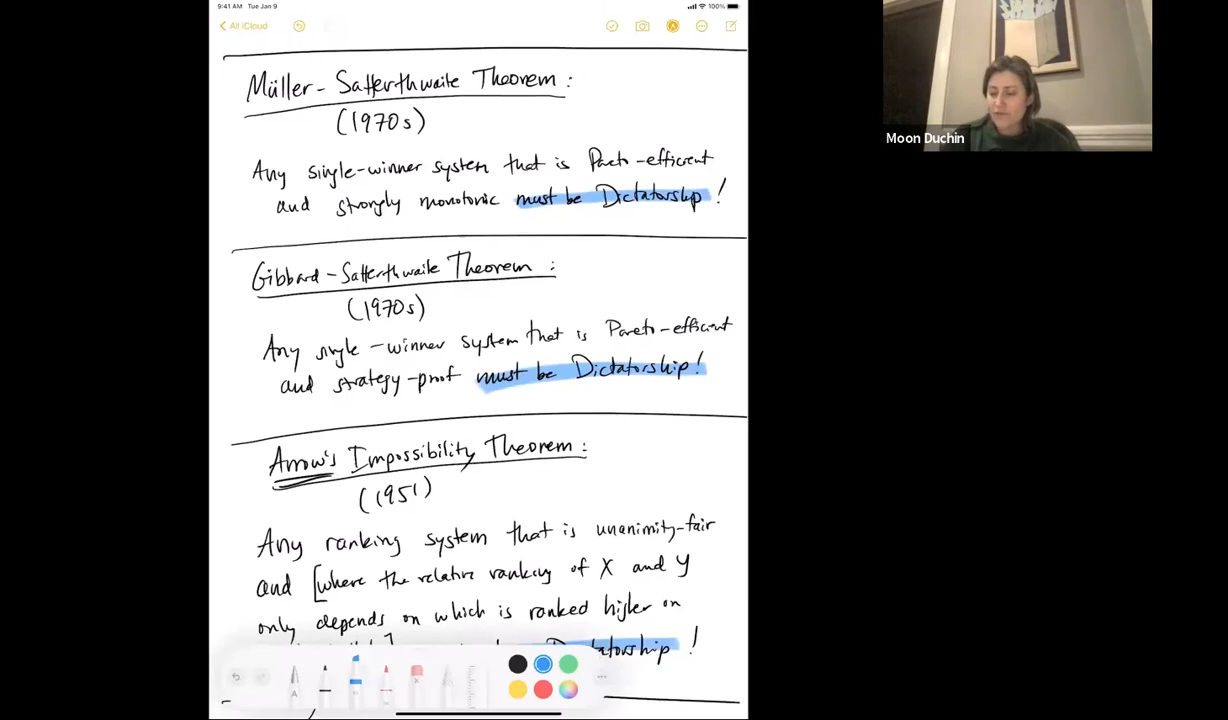 9:41 AM Tue Jan 9
100%
All iCloud
Müller-Satterthwaite Theorem:
(1970s)
Any single-winner system that is Pareto-efficient
and strongly monotonic must be Dictatorship!
Gibbard-Satterthwaite Theorem:
(1970s)
Any single-winner system that is Pareto-efficient
and strategy-proof must be Dictatorship!
Arrow's Impossibility Theorem:
(1951)
Any ranking system that is unanimity-fair
and [where the relative ranking of X and Y
only depends on which is ranked higher on
Dictatorship!
Moon Duchin